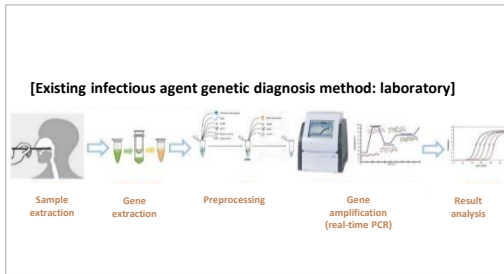 [Existing infectious agent genetic diagnosis method: laboratory]
Sample
extraction
Gene
extraction
Preprocessing
Gene
amplification
(real-time PCR)
Result
analysis